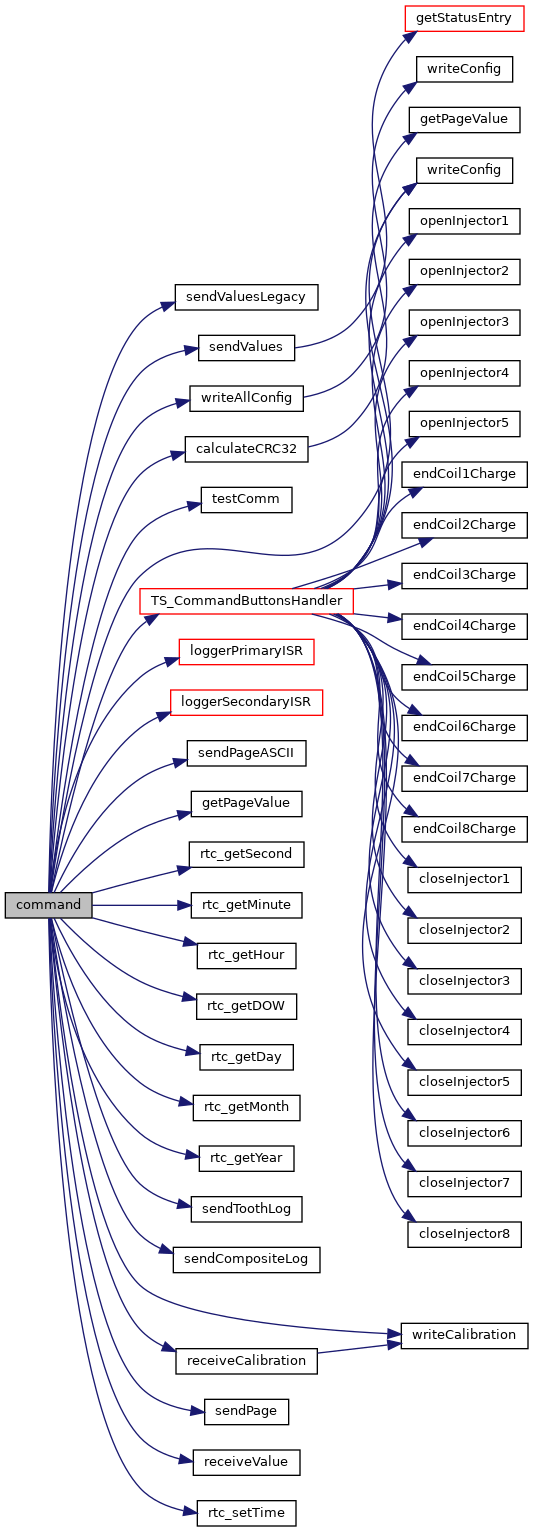 getStatusEntry
writeConfig
getPageValue
writeConfig
openInjector1
openInjector2
sendValuesLegacy
openInjector3
sendValues
openInjector4
writeAllConfig
openInjector5
calculateCRC32
endCoil1Charge
testComm
endCoil2Charge
endCoil3Charge
TS_CommandButtonsHandler
endCoil4Charge
loggerPrimaryISR
endCoil5Charge
loggerSecondaryISR
endCoil6Charge
sendPageASCII
endCoil7Charge
getPageValue
endCoil8Charge
rtc_getSecond
closeInjector1
command
rtc_getMinute
closeInjector2
rtc_getHour
closeInjector3
rtc_getDOW
closeInjector4
rtc_getDay
closeInjector5
rtc_getMonth
closeInjector6
rtc_getYear
closeInjector7
sendToothLog
closeInjector8
sendCompositeLog
writeCalibration
receiveCalibration
sendPage
receiveValue
rtc_setTime